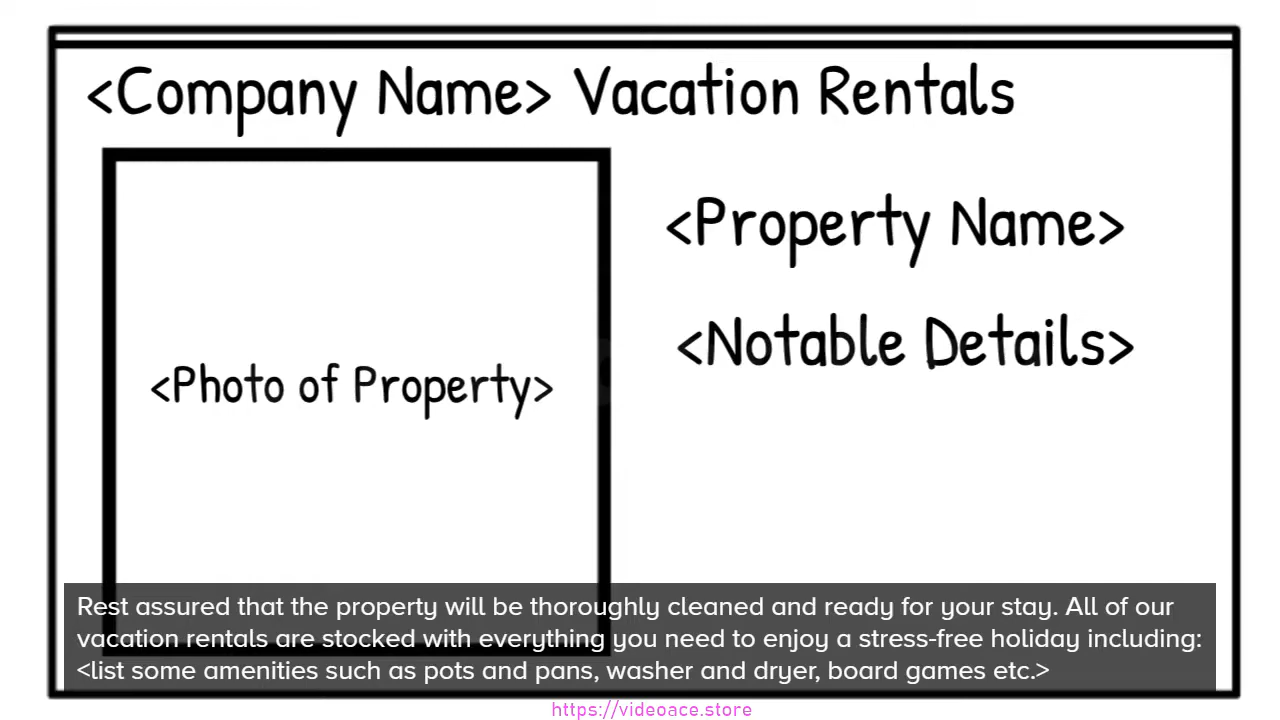 <Company Name> Vacation Rentals
<Property Name>
<Notable Details>
<Photo of Property>
Rest assured that the property will be thoroughly cleaned and ready for your stay. All of our
vacation rentals are stocked with everything you need to enjoy a stress-free holiday including:
<list some amenities such as pots and pans, washer and dryer, board games etc.>
https://videoace.store